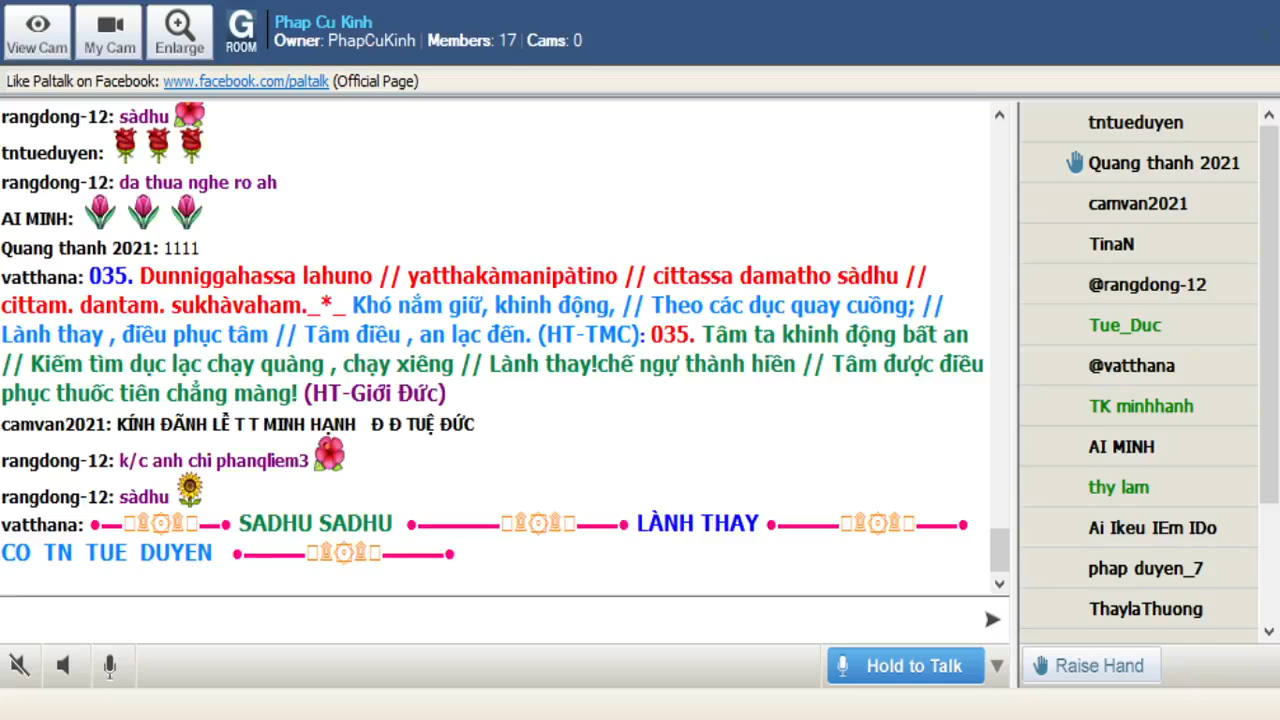 View Cam
My Cam
Enlarge
G
ROOM
Phap Cu Kinh
Owner: PhapCuKinh | Members: 17 | Cams: 0
Like Paltalk on Facebook: www.facebook.com/paltalk (Official Page)
rangdong-12: sàdhu
tntueduyen:
rangdong-12: da thua nghe ro ah
AI MINH:
Quang thanh 2021: 1111
vatthana: 035. Dunniggahassa lahuno // yatthakàmanipàtino // cittassa damatho sàdhu //
cittam. dantam. sukhàvaham._*_ Khó nắm giữ, khinh động, // Theo các dục quay cuồng; //
Lành thay , điều phục tâm // Tâm điều , an lạc đến. (HT-TMC): 035. Tâm ta khinh động bất an
// Kiếm tìm dục lạc chạy quàng , chạy xiêng // Lành thay!chế ngự thành hiền // Tâm được điều
phục thuốc tiên chẳng màng! (HT-Giới Đức)
camvan2021: KÍNH ĐÃNH LỄ T T MINH HẠNH Đ Đ TUỆ ĐỨC
rangdong-12: k/c anh chi phanqliem3
rangdong-12: sàdhu
vatthana: SADHU SADHU LÀNH THAY
CO TN TUE DUYEN
Hold to Talk
tntueduyen
Quang thanh 2021
camvan2021
TinaN
@rangdong-12
Tue_Duc
@vatthana
TK minhhanh
AI MINH
thy lam
Ai Ikeu IEm IDo
phap duyen_7
ThaylaThuong
Raise Hand